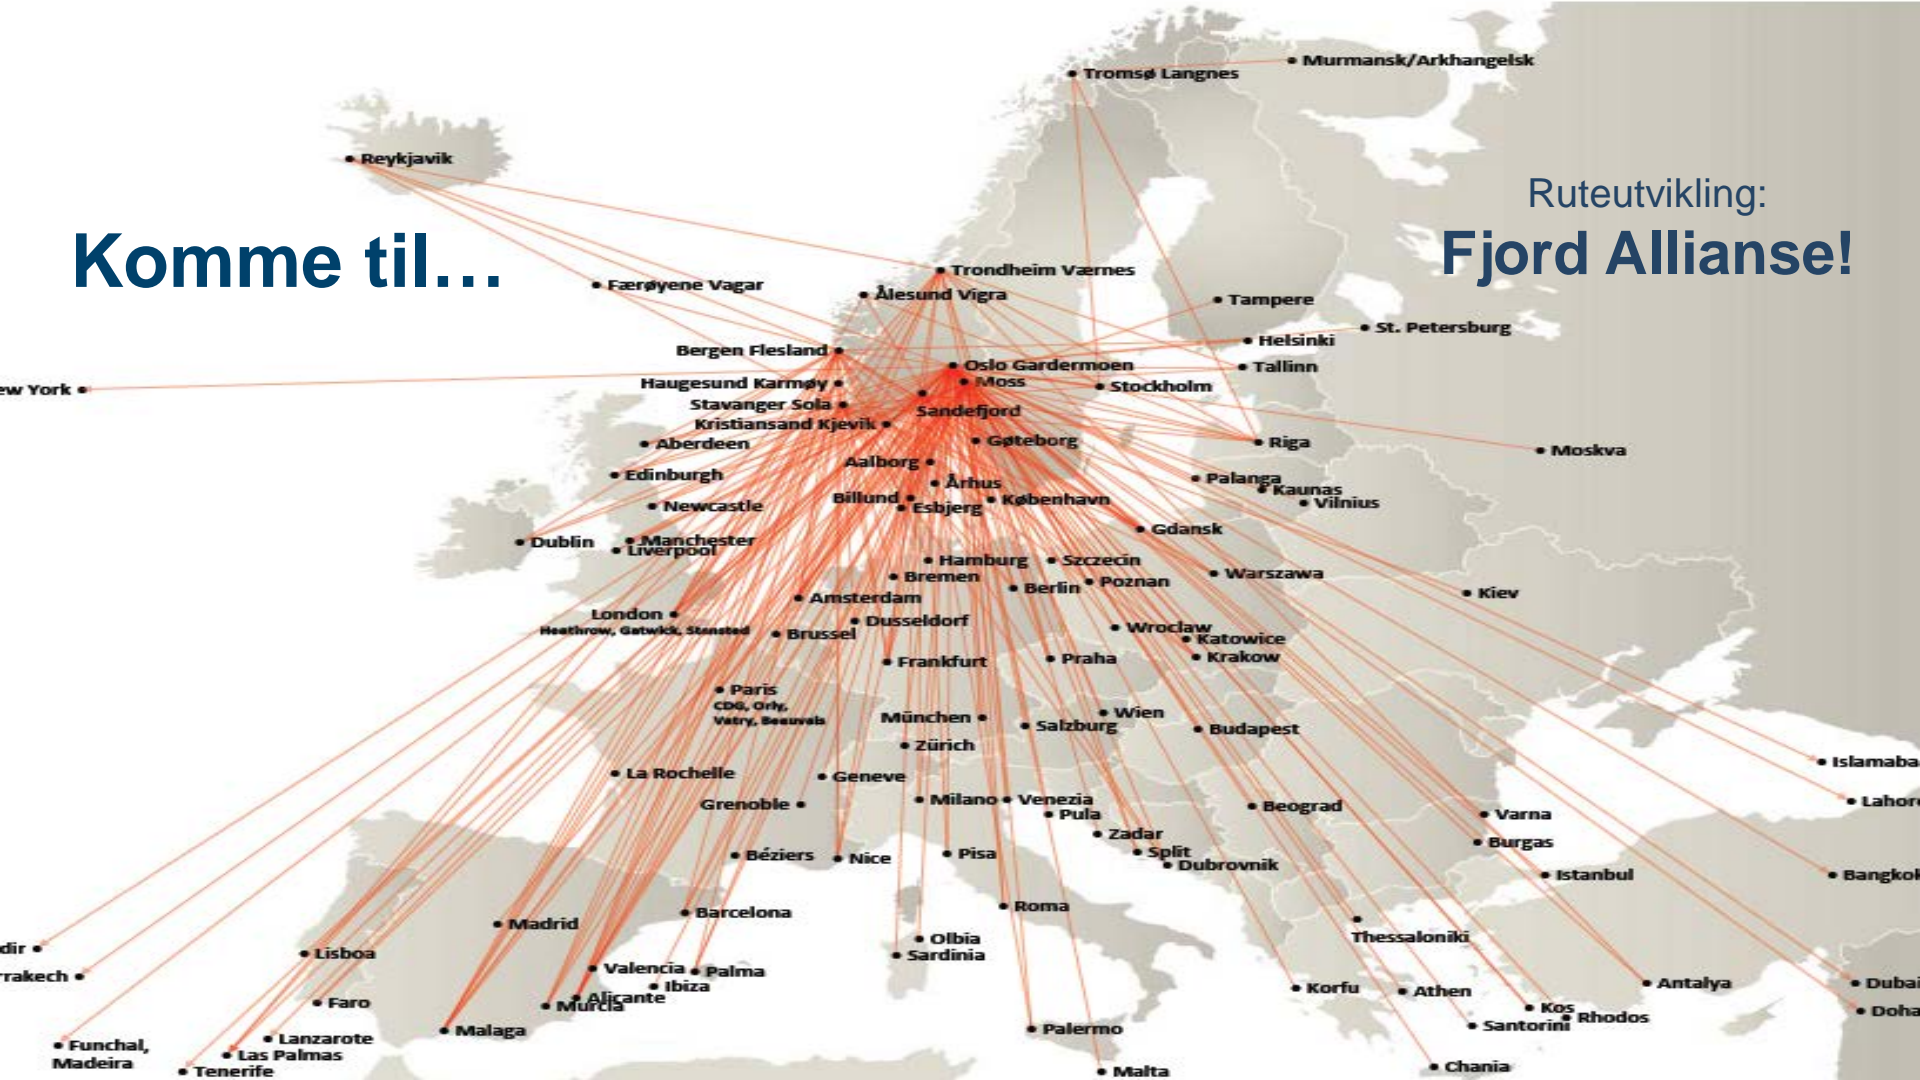 Murmansk/Arkhangelsk
Tromsø Langnes
Reykjavik
Ruteutvikling:
Fjord Allianse!
Komme til…
Trondheim Værnes
Færøyene Vagar
Ålesund Vigra
Tampere
St. Petersburg
Helsinki
Bergen Flesland
Oslo Gardermoen
Tallinn
Moss
Haugesund Karmøy
Stockholm
ew York
Stavanger Sola
Sandefjord
Kristiansand Kjevik
Gøteborg
Riga
Aberdeen
Moskva
Aalborg
Edinburgh
Århus
Palanga
Kaunas
Billund
København
Vilnius
Newcastle
Esbjerg
Gdansk
Dublin
Manchester
Liverpool
Hamburg
Szczecin
Warszawa
Bremen
Berlin
Poznan
Kiev
Amsterdam
London
Heathrow, Gatwick, Stansted
Dusseldorf
Brussel
Wroclaw
Katowice
Frankfurt
Praha
Krakow
Paris
CDG, Orly,
Vatry, Beauvais
München
Wien
Salzburg
Budapest
Zürich
Islamaba
La Rochelle
Geneve
Grenoble
Milano
Venezia
Beograd
Lahore
Pula
Varna
Zadar
Burgas
Béziers
Nice
Pisa
Split
Dubrovnik
Istanbul
Bangkok
Barcelona
Roma
Madrid
Olbia
Thessaloniki
dir
Lisboa
Sardinia
rrakech
Valencia
Palma
Ibiza
Korfu
Athen
Antalya
Dubai
Faro
Alicante
Murcia
Kos
Rhodos
Doha
Malaga
Palermo
Santorini
Funchal,
Madeira
Lanzarote
Las Palmas
Tenerife
Malta
Chania